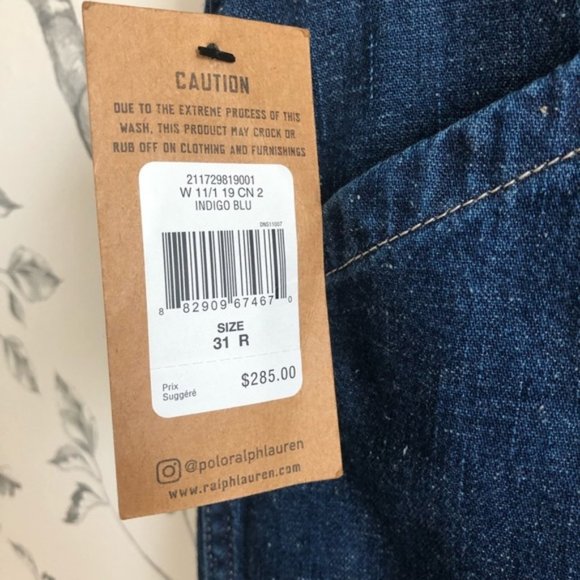 CAUTION
DUE TO THE EXTREME PROCESS OF THIS
WASH, THIS PRODUCT MAY CROCK OR
RUB OFF ON CLOTHING AND FURNISHINGS
211729819001
W 11/1 19 CN 2
INDIGO BLU
DNG11007
8 82909 67467 0
SIZE
31 R
Prix
Suggéré
$285.00
@poloralphlauren
www.ralphlauren.com